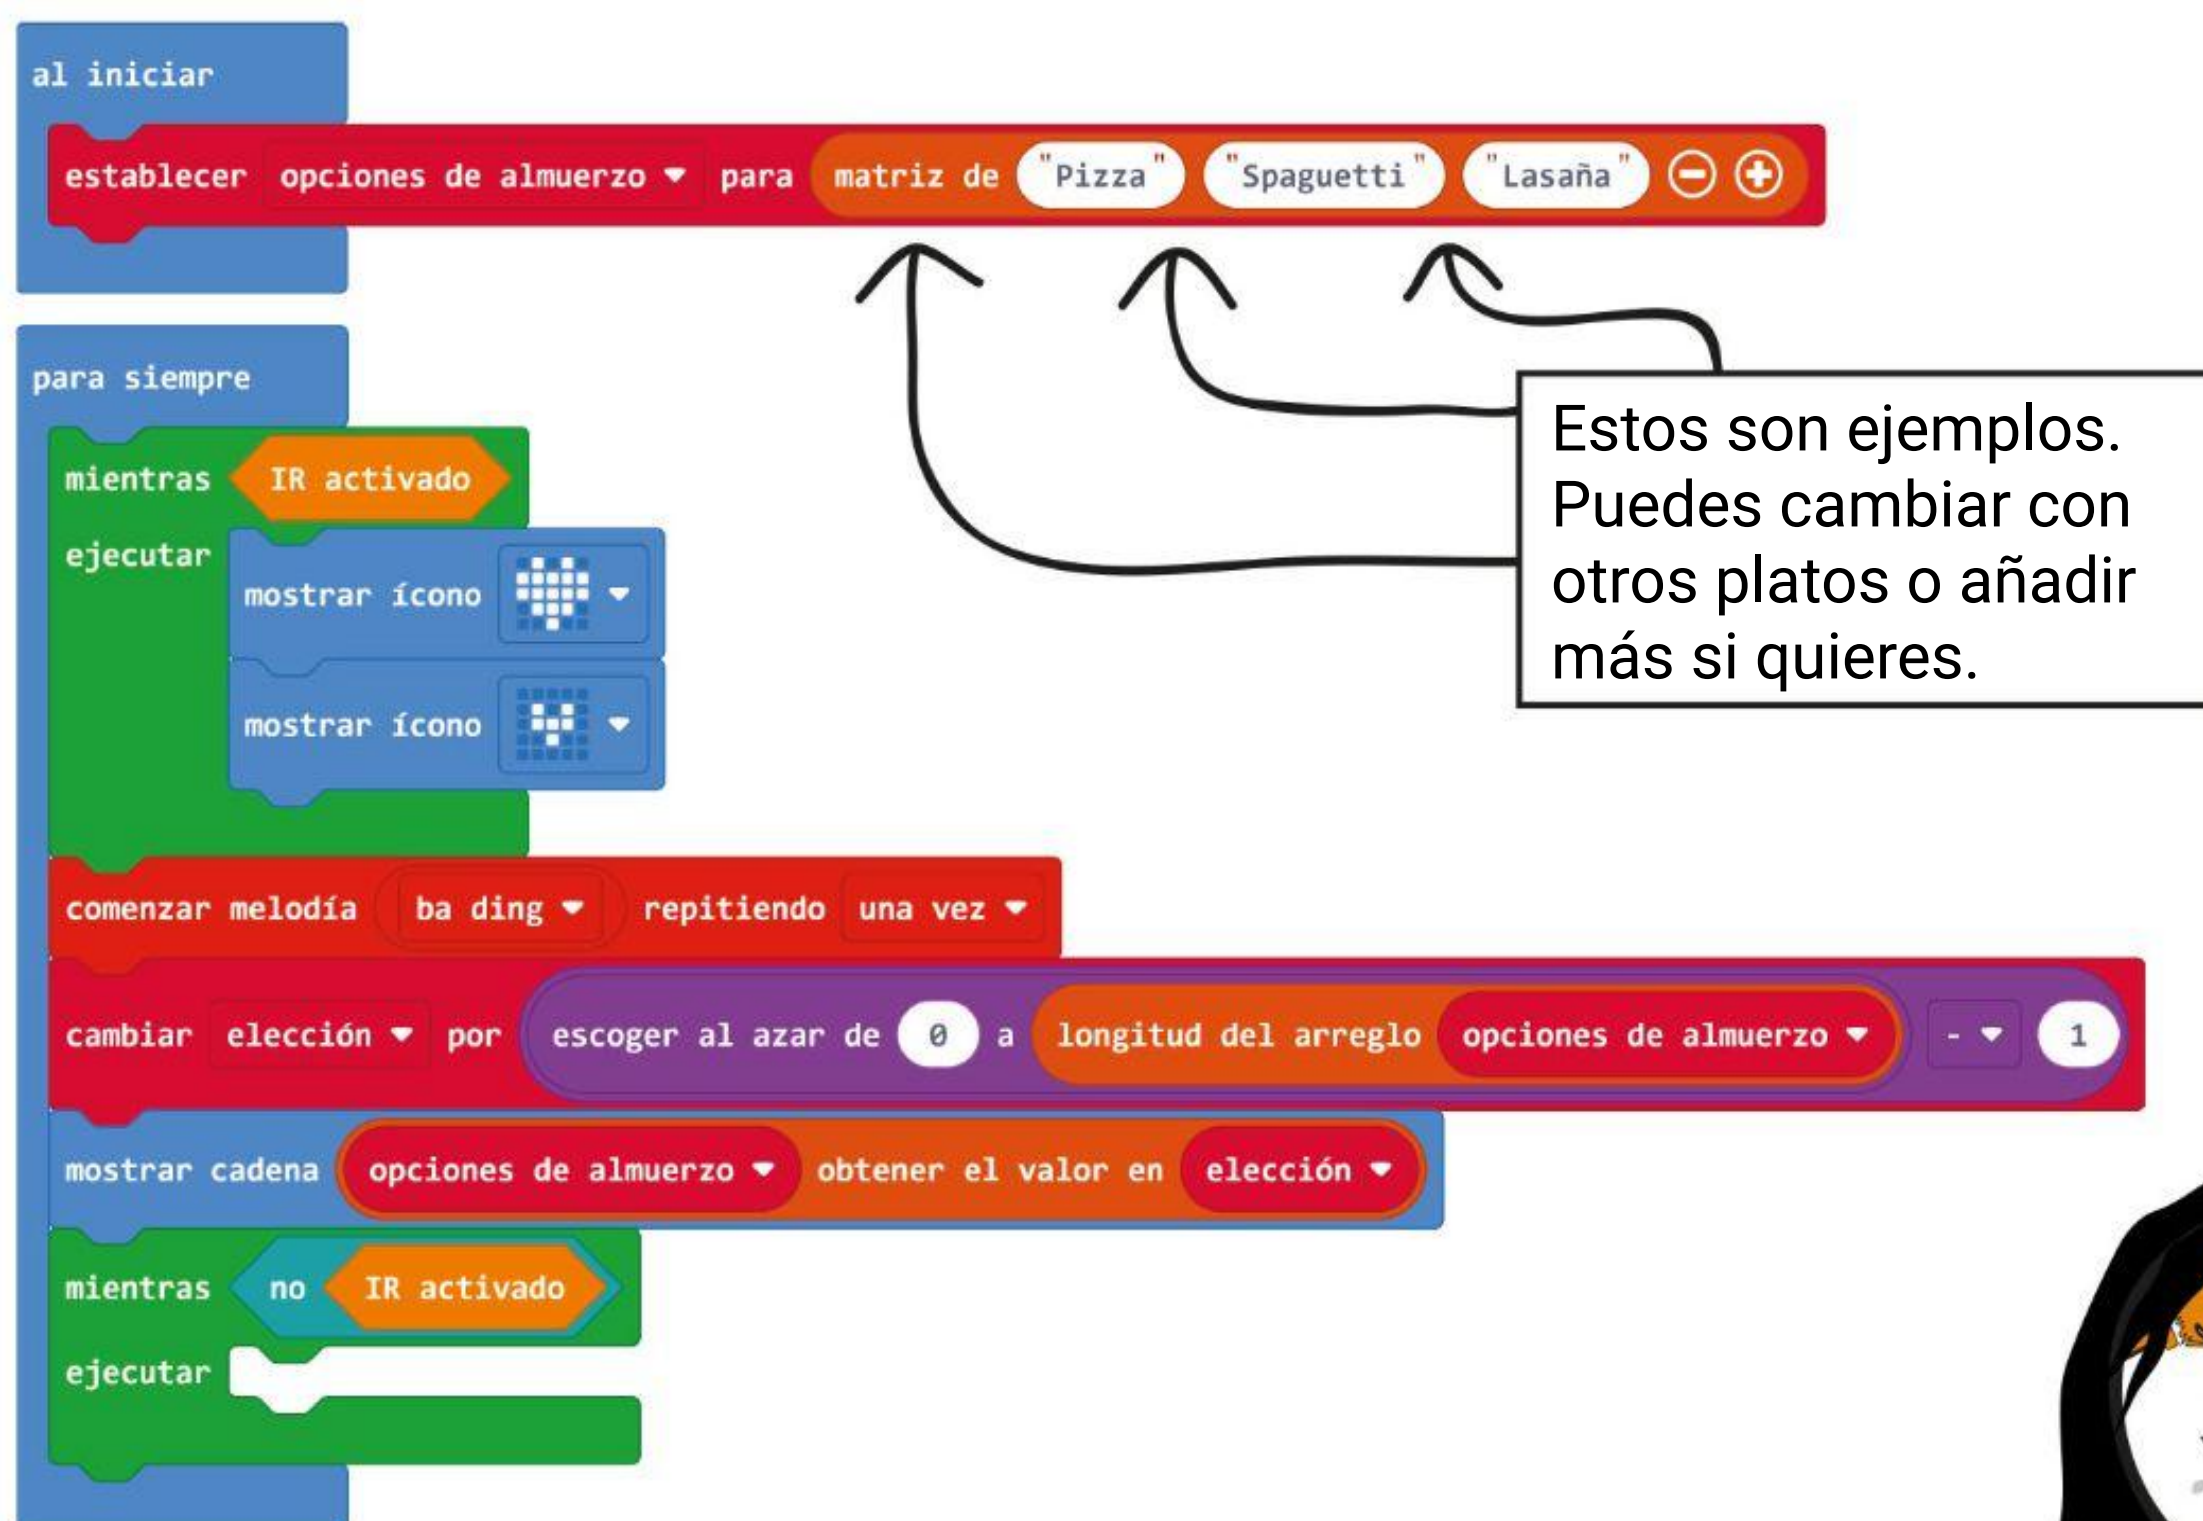 al iniciar
establecer opciones de almuerzo para matriz de "Pizza" "Spaguetti" "Lasaña"
para siempre
mientras IR activado
ejecutar
mostrar ícono
mostrar ícono
Estos son ejemplos.
Puedes cambiar con
otros platos o añadir
más si quieres.
comenzar melodía ba ding repitiendo una vez
cambiar elección por escoger al azar de 0 a longitud del arreglo opciones de almuerzo - 1
mostrar cadena opciones de almuerzo obtener el valor en elección
mientras no IR activado
ejecutar